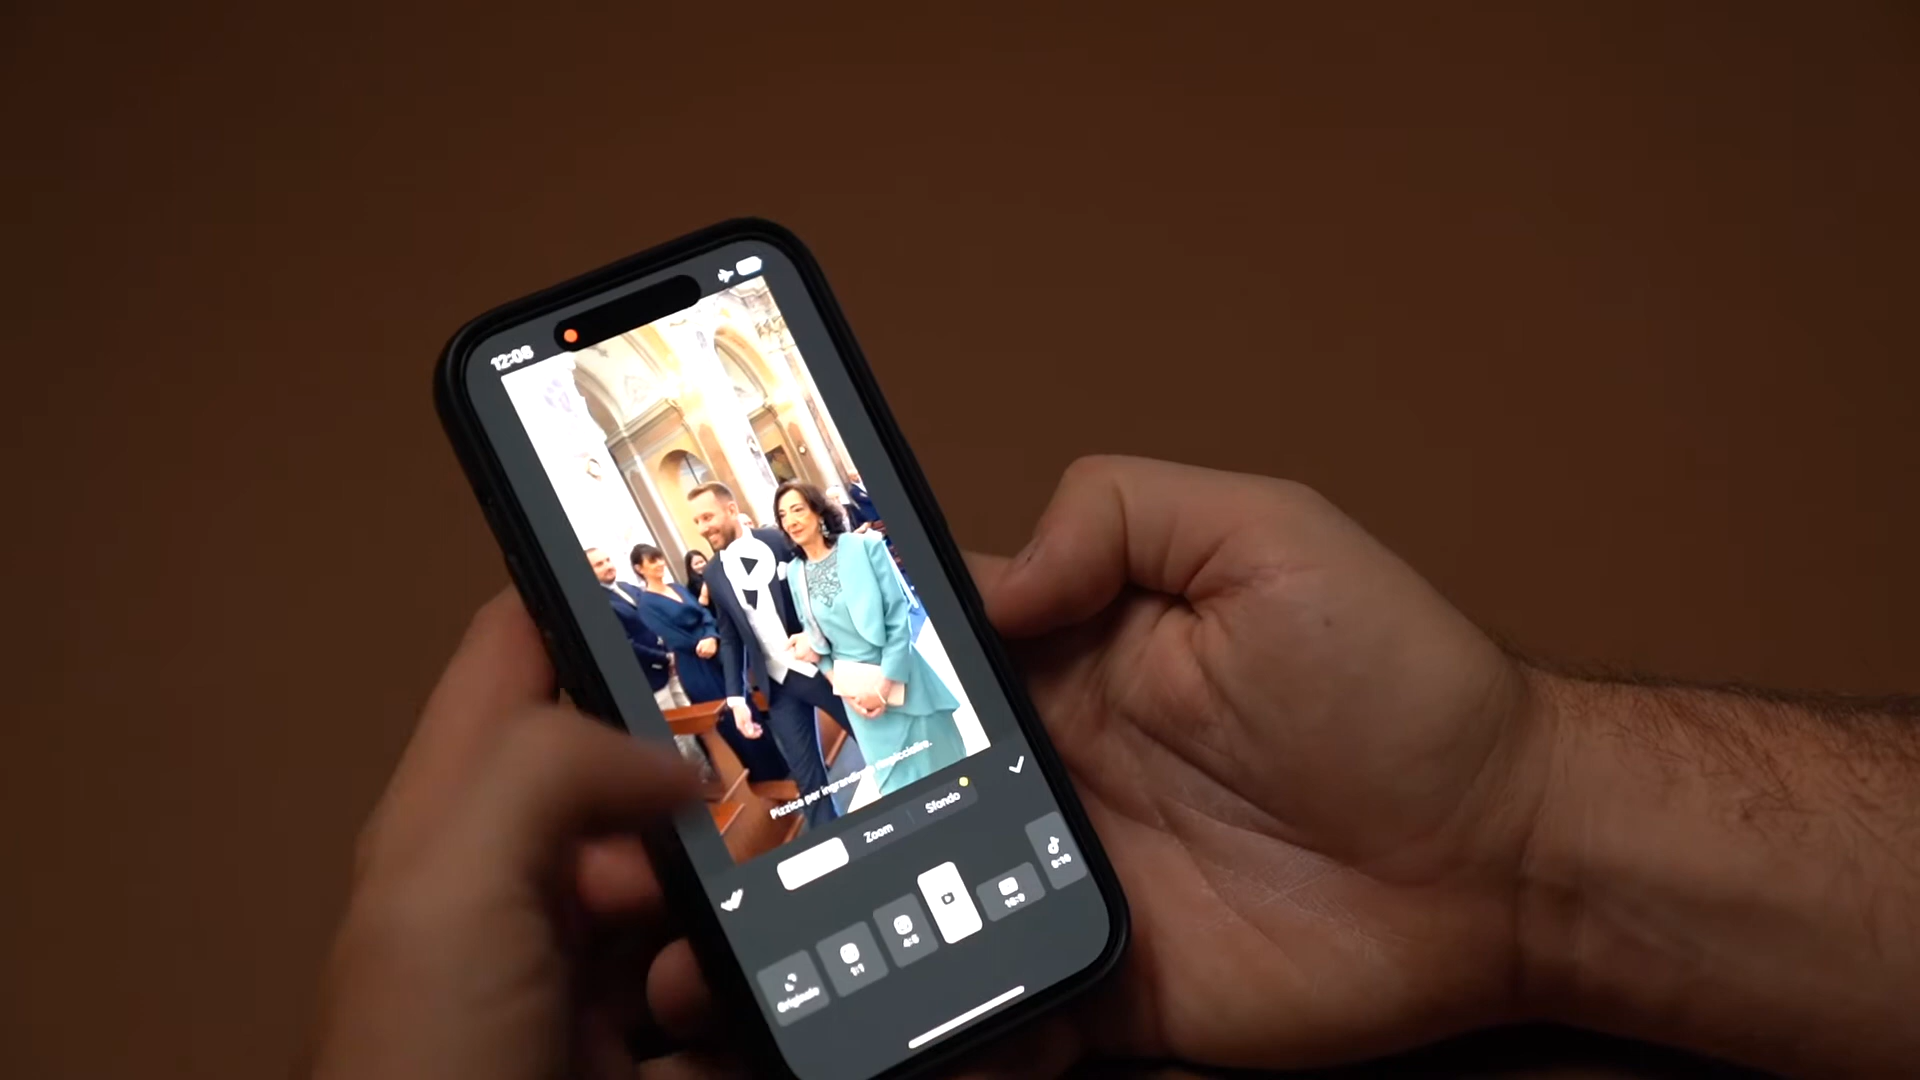 12:08
Pizzica per ingrandire
Zoom
Sfondo
Originale
1:1
4:5
16:9
9:16